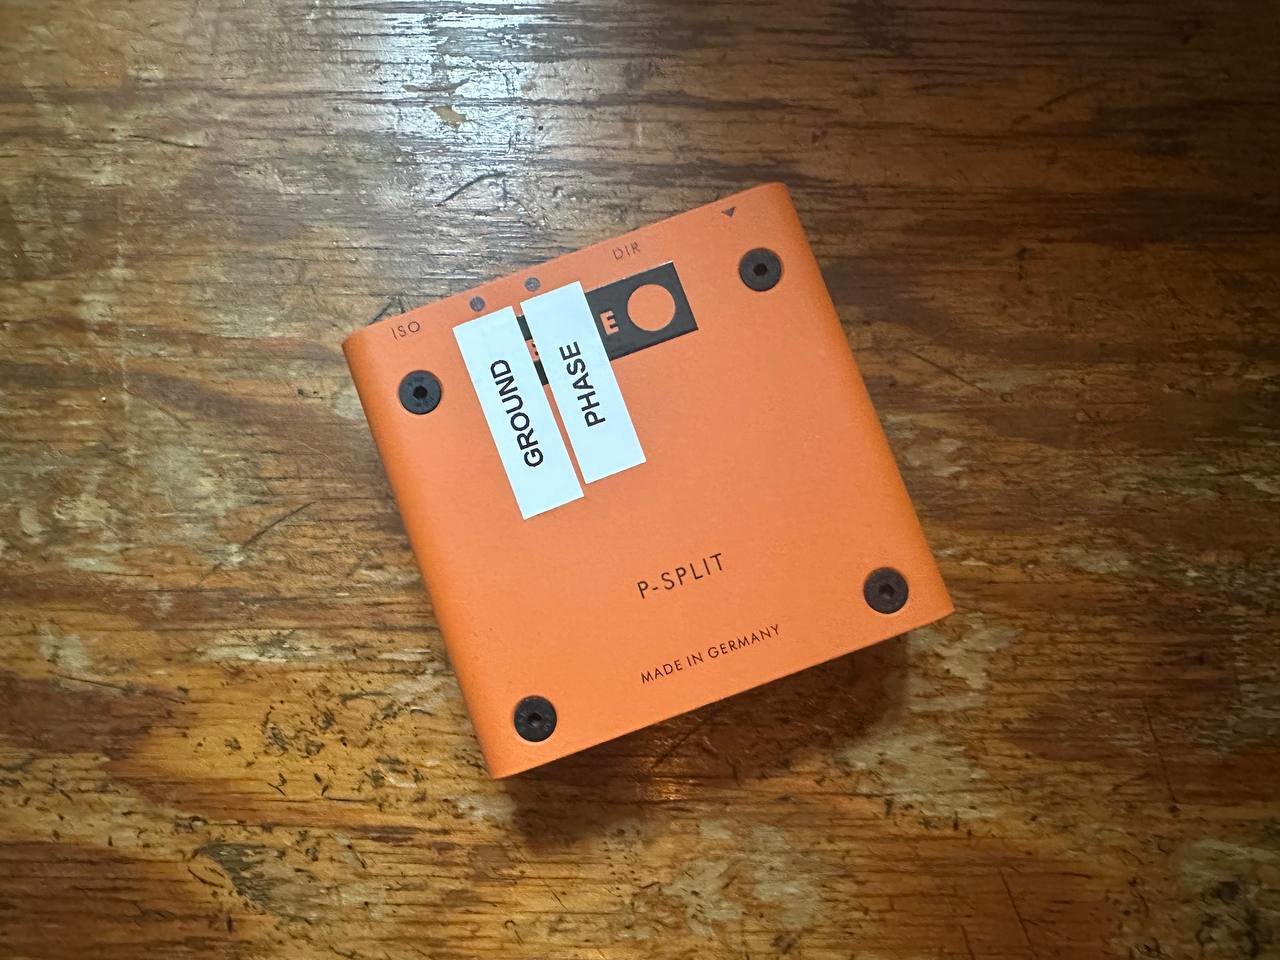 DIR
ISO
E
GROUND
PHASE
P-SPLIT
MADE IN GERMANY